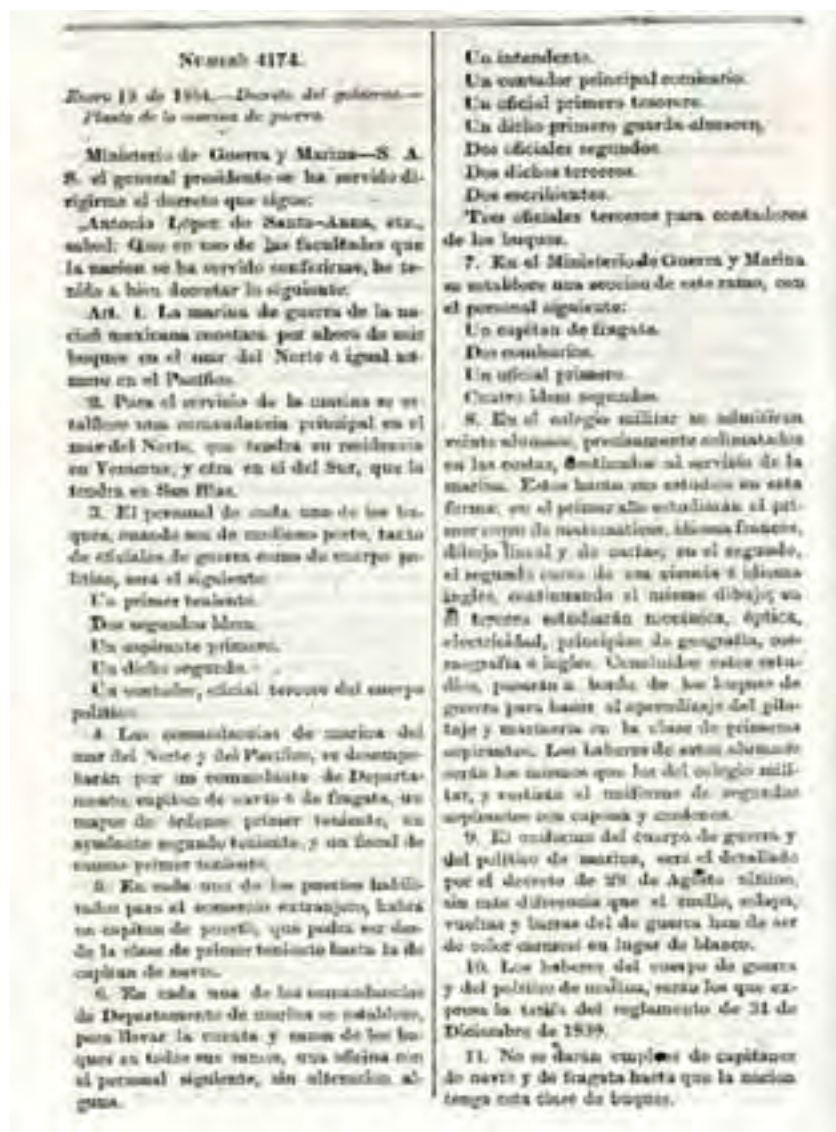 Número 4174.
Enero 19 de 1854.—Decreto del gobierno.—
Planta de la marina de guerra.
Ministerio de Guerra y Marina—S. A.
S. el general presidente se ha servido di-
rigirme el decreto que sigue:
Antonio López de Santa-Anna, etc.,
sabed: Que en uso de las facultades que
la nacion se ha servido conferirme, he te-
nido á bien decretar lo siguiente:
Art. 1. La marina de guerra de la na-
cion mexicana constará por ahora de seis
buques en el mar del Norte é igual nú-
mero en el Pacífico.
2. Para el servicio de la marina se es-
tablece una comandancia principal en el
mar del Norte, que tendrá su residencia
en Veracruz, y otra en el del Sur, que la
tendrá en San Blas.
3. El personal de cada uno de los bu-
ques, cuando sea de mediano porte, tanto
de oficiales de guerra como de cuerpo po-
lítico, será el siguiente:
Un primer teniente.
Dos segundos idem.
Un aspirante primero.
Un dicho segundo.
Un contador, oficial tercero del cuerpo
político.
4. Las comandancias de marina del
mar del Norte y del Pacífico, se desempe-
ñarán por un comandante de Departa-
mento, capitan de navío ó de fragata, un
mayor de órdenes primer teniente, un
ayudante segundo teniente, y un fiscal de
causas primer teniente.
5. En cada uno de los puertos habili-
tados para el comercio extranjero, habrá
un capitan de puerto, que podrá ser des-
de la clase de primer teniente hasta la de
capitan de navío.
6. En cada una de las comandancias
de Departamento de marina se establece,
para llevar la cuenta y razon de los bu-
ques en todos sus ramos, una oficina con
el personal siguiente, sin alteracion al-
guna.
Un intendente.
Un contador principal comisario.
Un oficial primero tesorero.
Un dicho primero guarda-almacen,
Dos oficiales segundos.
Dos dichos terceros.
Dos escribientes.
Tres oficiales terceros para contadores
de los buques.
7. En el Ministerio de Guerra y Marina
se establece una seccion de este ramo, con
el personal siguiente:
Un capitan de fragata.
Dos comisarios.
Un oficial primero.
Cuatro idem segundos.
8. En el colegio militar se admitirán
veinte alumnos, precisamente aclimatados
en las costas, destinados al servicio de la
marina. Estos harán sus estudios en esta
forma: en el primer año estudiarán el pri-
mer curso de matemáticas, idioma frances,
dibujo lineal y de cartas; en el segundo,
el segundo curso de esa ciencia é idioma
ingles, continuando el mismo dibujo; en
el tercero estudiarán mecánica, óptica,
electricidad, principios de geografía, cos-
mografía é ingles. Concluidos estos estu-
dios, pasarán á bordo de los buques de
guerra para hacer el aprendizaje del pilo-
taje y marinería en la clase de primeros
aspirantes. Los haberes de estos alumnos
serán los mismos que los del colegio mili-
tar, y vestirán el uniforme de segundos
aspirantes con capona y cordones.
9. El uniforme del cuerpo de guerra y
del político de marina, será el detallado
por el decreto de 29 de Agosto último,
sin más diferencia que el cuello, solapa,
vueltas y barras del de guerra han de ser
de color carmesí en lugar de blanco.
10. Los haberes del cuerpo de guerra
y del político de marina, serán los que ex-
presa la tarifa del reglamento de 31 de
Diciembre de 1839.
11. No se darán empleos de capitanes
de navío y de fragata hasta que la nacion
tenga esta clase de buques.